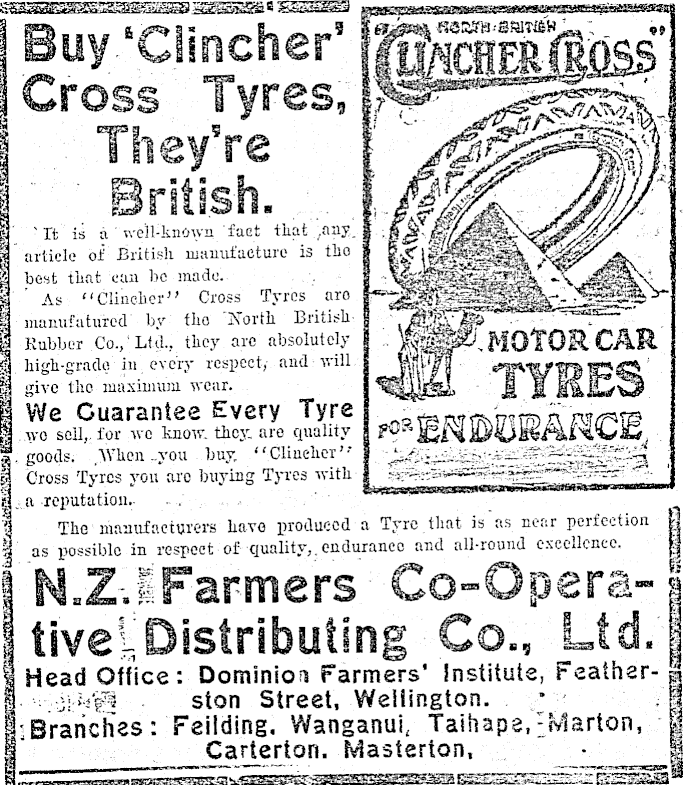 Buy 'Clincher'
Cross Tyres,
They're
British.
It is a well-known fact that any
article of British manufacture is the
best that can be made.
As "Clincher" Cross Tyres are
manufatured by the North British
Rubber Co., Ltd., they are absolutely
high-grade in every respect, and will
give the maximum wear.
We Guarantee Every Tyre
we sell, for we know they are quality
goods. When you buy "Clincher"
Cross Tyres you are buying Tyres with
a reputation.
"NORTH-BRITISH
CLINCHER CROSS"
MOTOR CAR
TYRES
FOR ENDURANCE
The manufacturers have produced a Tyre that is as near perfection
as possible in respect of quality, endurance and all-round excellence.
N.Z. Farmers Co-Opera-
tive Distributing Co., Ltd.
Head Office: Dominion Farmers' Institute, Feather-
ston Street, Wellington.
Branches: Feilding. Wanganui, Taihape, Marton,
Carterton. Masterton,